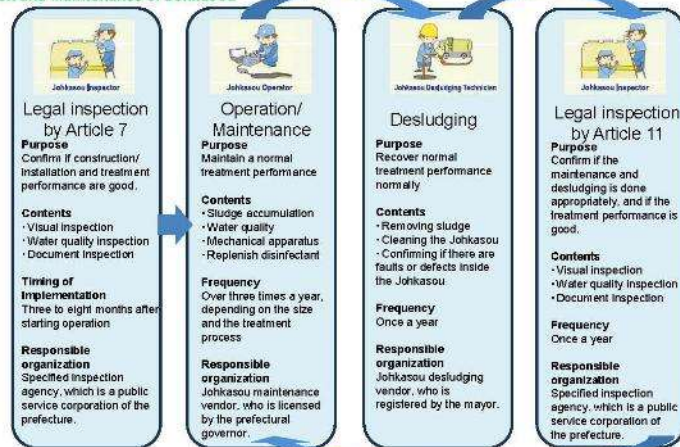 Johkasou Inspector
Legal inspection
by Article 7
Purpose
Confirm if construction/
installation and treatment
performance are good.
Contents
・Visual inspection
・Water quality inspection
・Document inspection
Timing of
Implementation
Three to eight months after
starting operation
Responsible
organization
Specified inspection
agency, which is a public
service corporation of the
prefecture.
Johkasou Operator
Operation/
Maintenance
Purpose
Maintain a normal
treatment performance
Contents
・Sludge accumulation
・Water quality
・Mechanical apparatus
・Replenish disinfectant
Frequency
Over three times a year,
depending on the size
and the treatment
process
Responsible
organization
Johkasou maintenance
vendor, who is licensed
by the prefectural
governor.
Johkasou Desludging Technician
Desludging
Purpose
Recover normal
treatment performance
normally
Contents
・Removing sludge
・Cleaning the Johkasou
・Confirming if there are
faults or defects inside
the Johkasou
Frequency
Once a year
Responsible
organization
Johkasou desludging
vendor, who is
registered by the mayor.
Johkasou Inspector
Legal inspection
by Article 11
Purpose
Confirm if the
maintenance and
desludging is done
appropriately, and if the
treatment performance is
good.
Contents
・Visual inspection
・Water quality inspection
・Document inspection
Frequency
Once a year
Responsible
organization
Specified inspection
agency, which is a public
service corporation of
the prefecture.